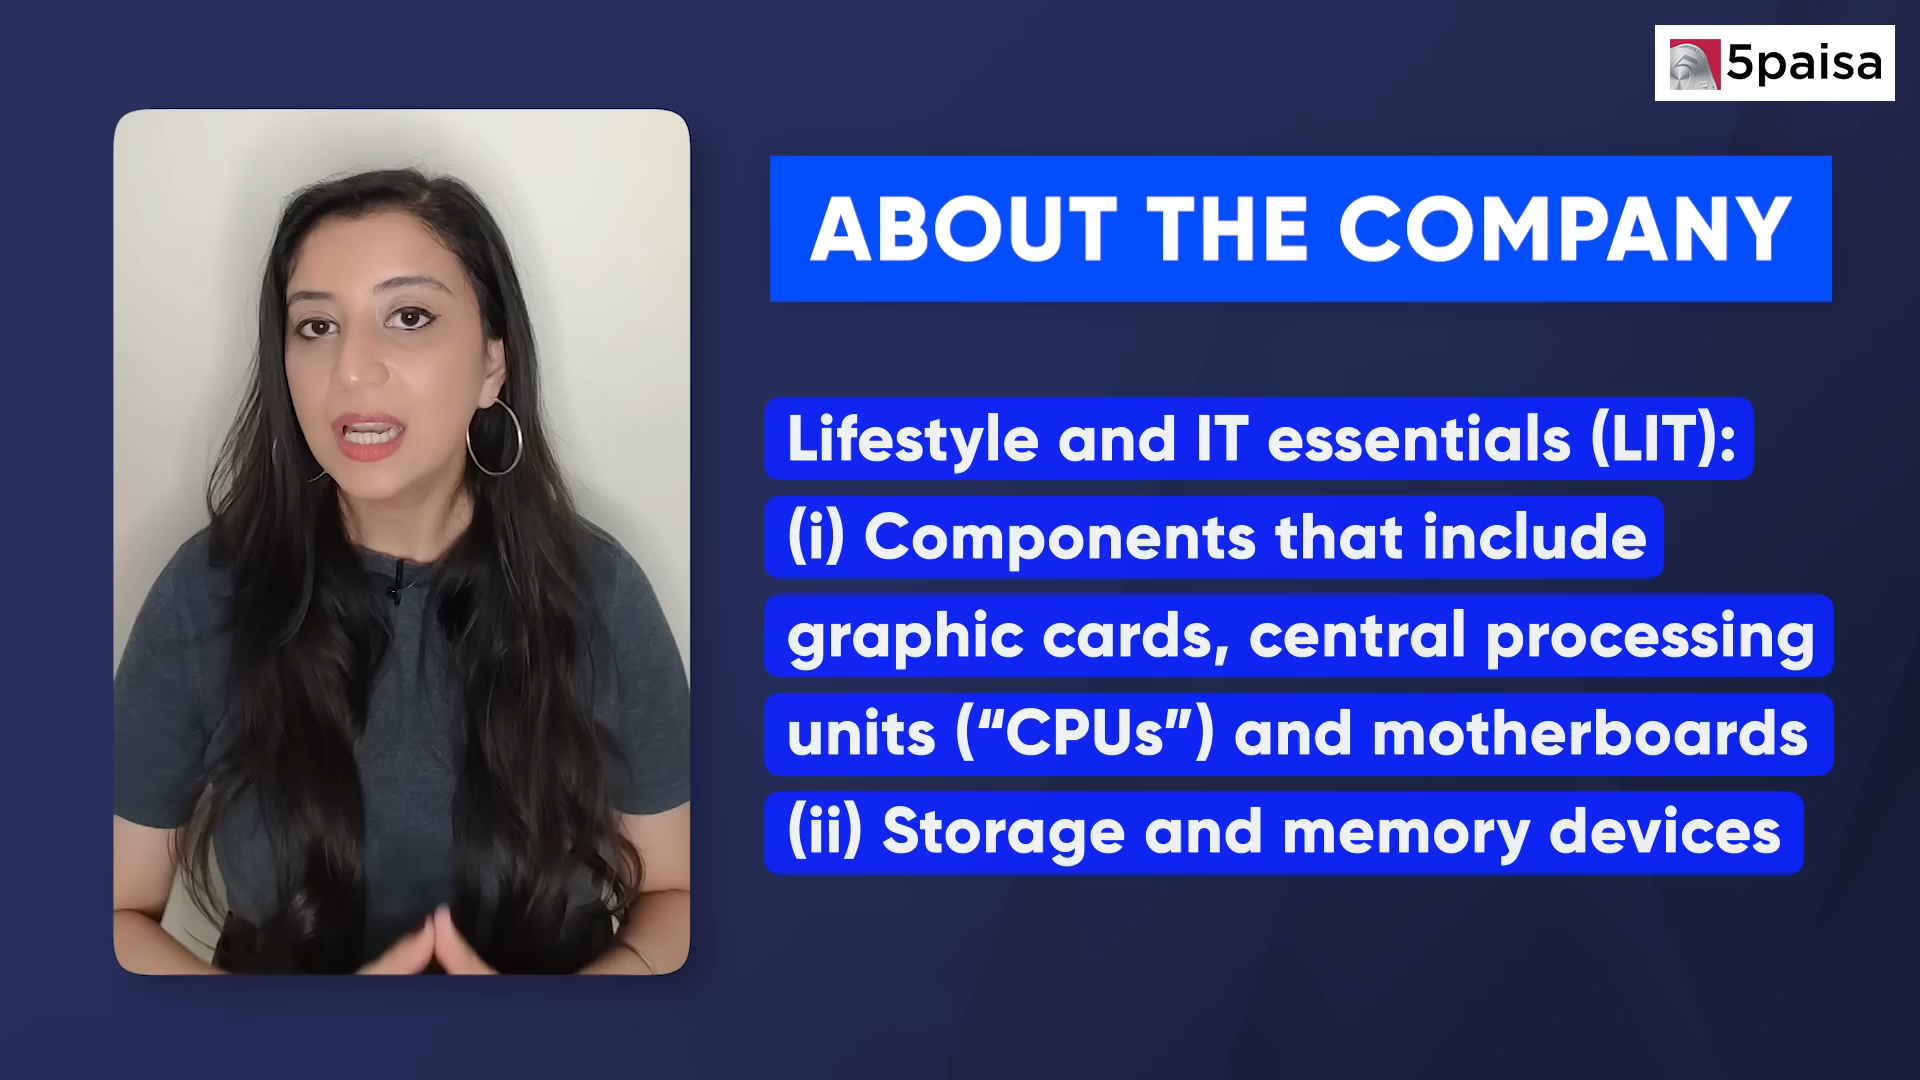 5paisa
ABOUT THE COMPANY
Lifestyle and IT essentials (LIT):
(i) Components that include
graphic cards, central processing
units (“CPUs”) and motherboards
(ii) Storage and memory devices